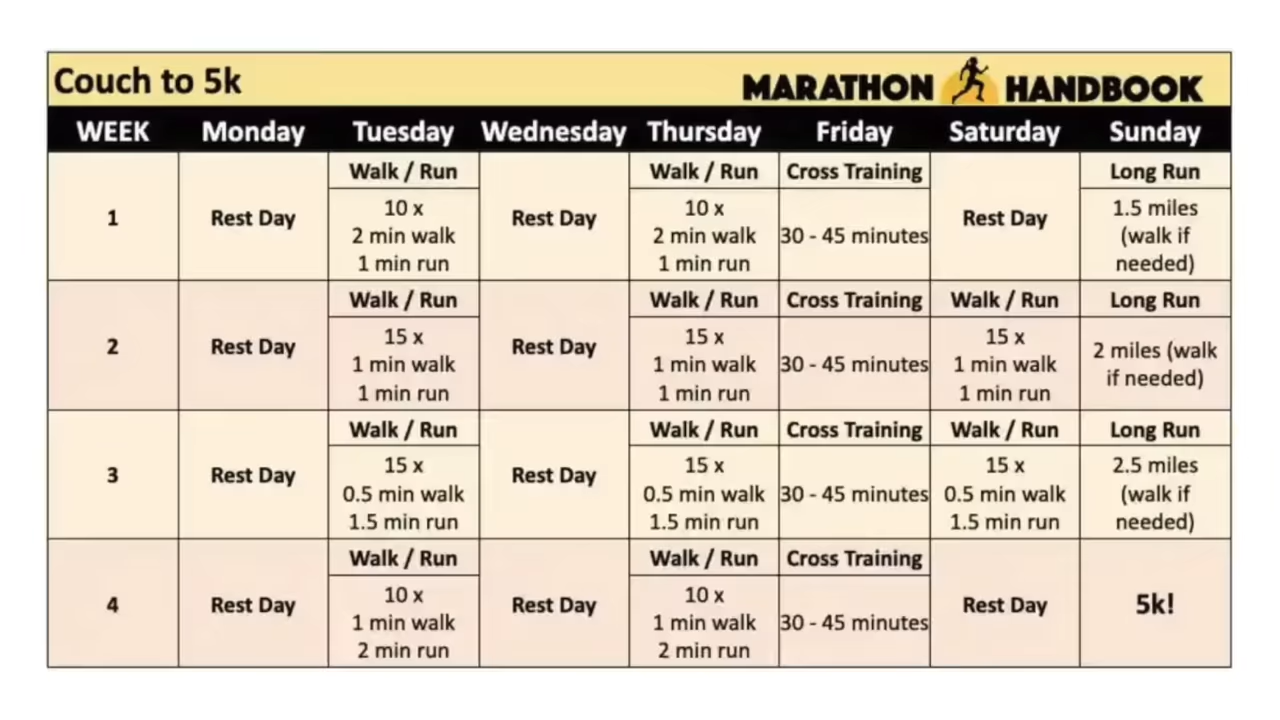 Couch to 5k
MARATHON HANDBOOK
WEEK Monday Tuesday Wednesday Thursday Friday Saturday Sunday
1
Rest Day
Walk / Run
10 x
2 min walk
1 min run
Rest Day
Walk / Run
10 x
2 min walk
1 min run
Cross Training
30 - 45 minutes
Rest Day
Long Run
1.5 miles
(walk if
needed)
2
Rest Day
Walk / Run
15 x
1 min walk
1 min run
Rest Day
Walk / Run
15 x
1 min walk
1 min run
Cross Training
30 - 45 minutes
Walk / Run
15 x
1 min walk
1 min run
Long Run
2 miles (walk
if needed)
3
Rest Day
Walk / Run
15 x
0.5 min walk
1.5 min run
Rest Day
Walk / Run
15 x
0.5 min walk
1.5 min run
Cross Training
30 - 45 minutes
Walk / Run
15 x
0.5 min walk
1.5 min run
Long Run
2.5 miles
(walk if
needed)
4
Rest Day
Walk / Run
10 x
1 min walk
2 min run
Rest Day
Walk / Run
10 x
1 min walk
2 min run
Cross Training
30 - 45 minutes
Rest Day
5k!